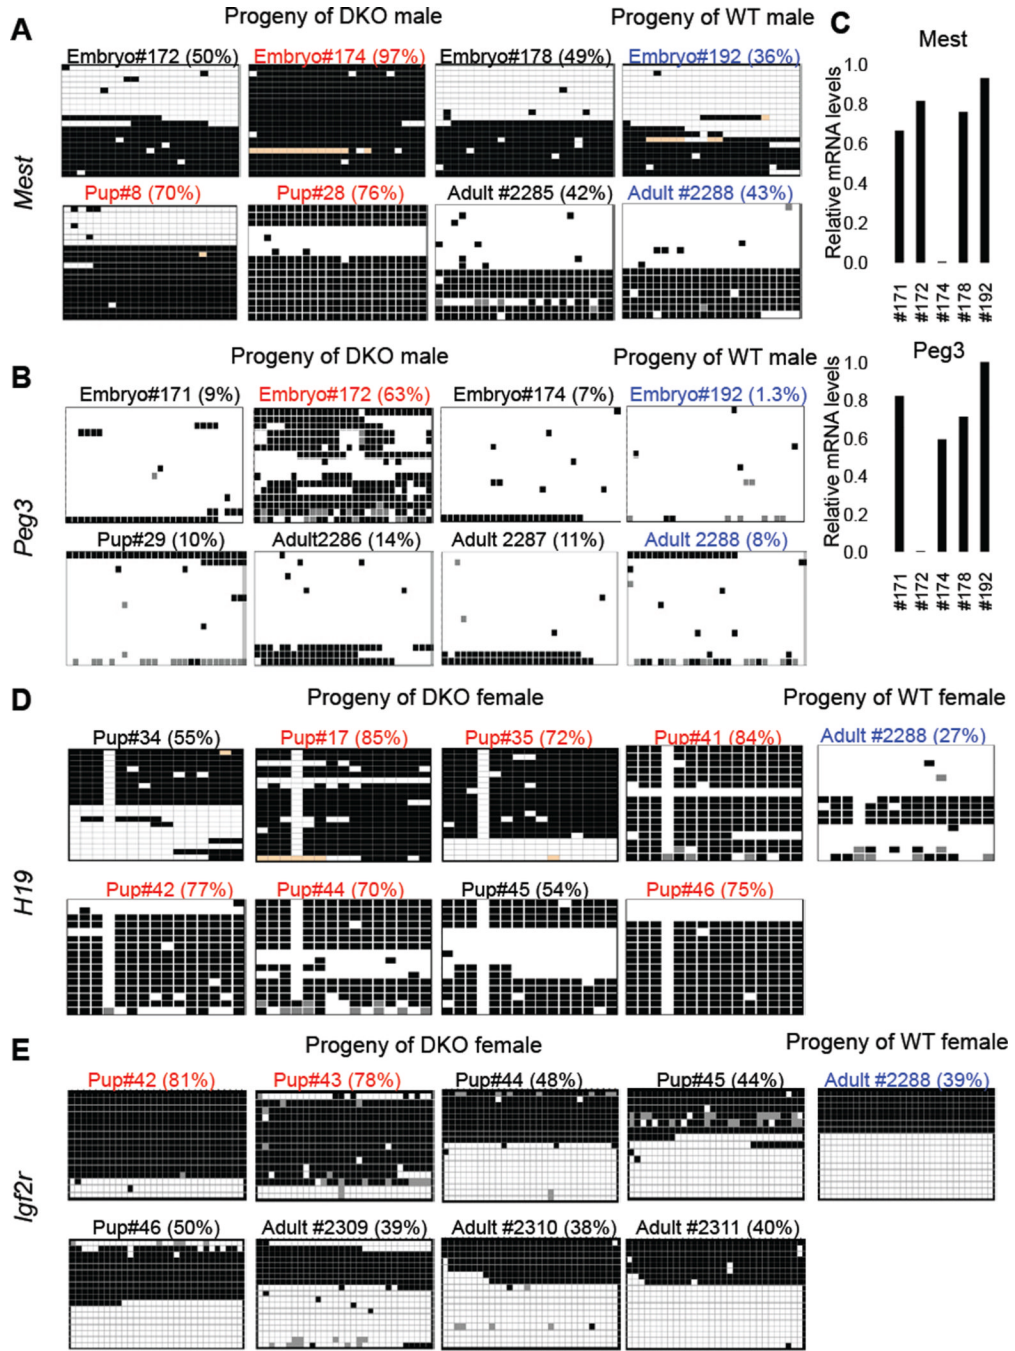 A
Progeny of DKO male
Progeny of WT male
Embryo#172 (50%)
Embryo#174 (97%)
Embryo#178 (49%)
Embryo#192 (36%)
Mest
Pup#8 (70%)
Pup#28 (76%)
Adult #2285 (42%)
Adult #2288 (43%)
C
Mest
Relative mRNA levels
1.0
0.8
0.6
0.4
0.2
0.0
#171
#172
#174
#178
#192
B
Progeny of DKO male
Progeny of WT male
Embryo#171 (9%)
Embryo#172 (63%)
Embryo#174 (7%)
Embryo#192 (1.3%)
Peg3
Pup#29 (10%)
Adult2286 (14%)
Adult 2287 (11%)
Adult 2288 (8%)
Peg3
Relative mRNA levels
1.0
0.8
0.6
0.4
0.2
0.0
#171
#172
#174
#178
#192
D
Progeny of DKO female
Progeny of WT female
Pup#34 (55%)
Pup#17 (85%)
Pup#35 (72%)
Pup#41 (84%)
Adult #2288 (27%)
H19
Pup#42 (77%)
Pup#44 (70%)
Pup#45 (54%)
Pup#46 (75%)
E
Progeny of DKO female
Progeny of WT female
Pup#42 (81%)
Pup#43 (78%)
Pup#44 (48%)
Pup#45 (44%)
Adult #2288 (39%)
Igf2r
Pup#46 (50%)
Adult #2309 (39%)
Adult #2310 (38%)
Adult #2311 (40%)